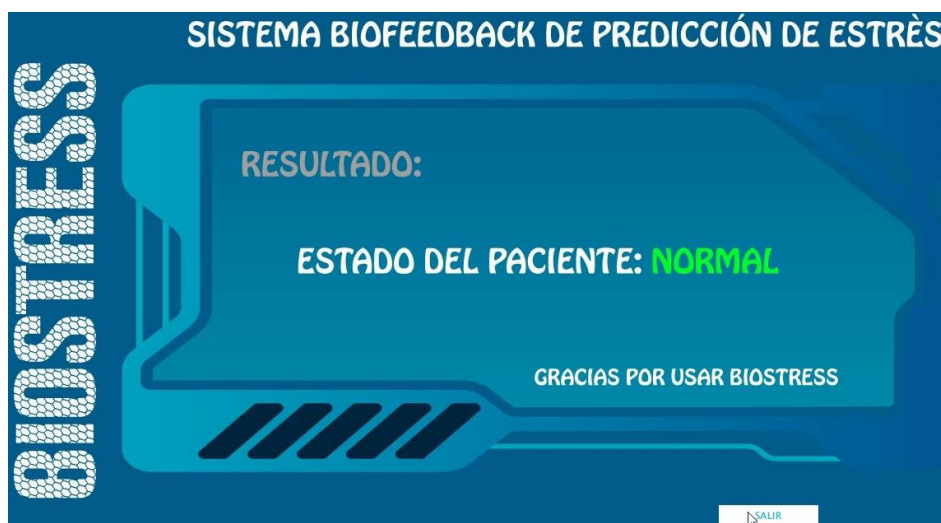 SISTEMA BIOFEEDBACK DE PREDICCIÓN DE ESTRÈS
BIOSTRESS
RESULTADO:
ESTADO DEL PACIENTE: NORMAL
GRACIAS POR USAR BIOSTRESS
SALIR